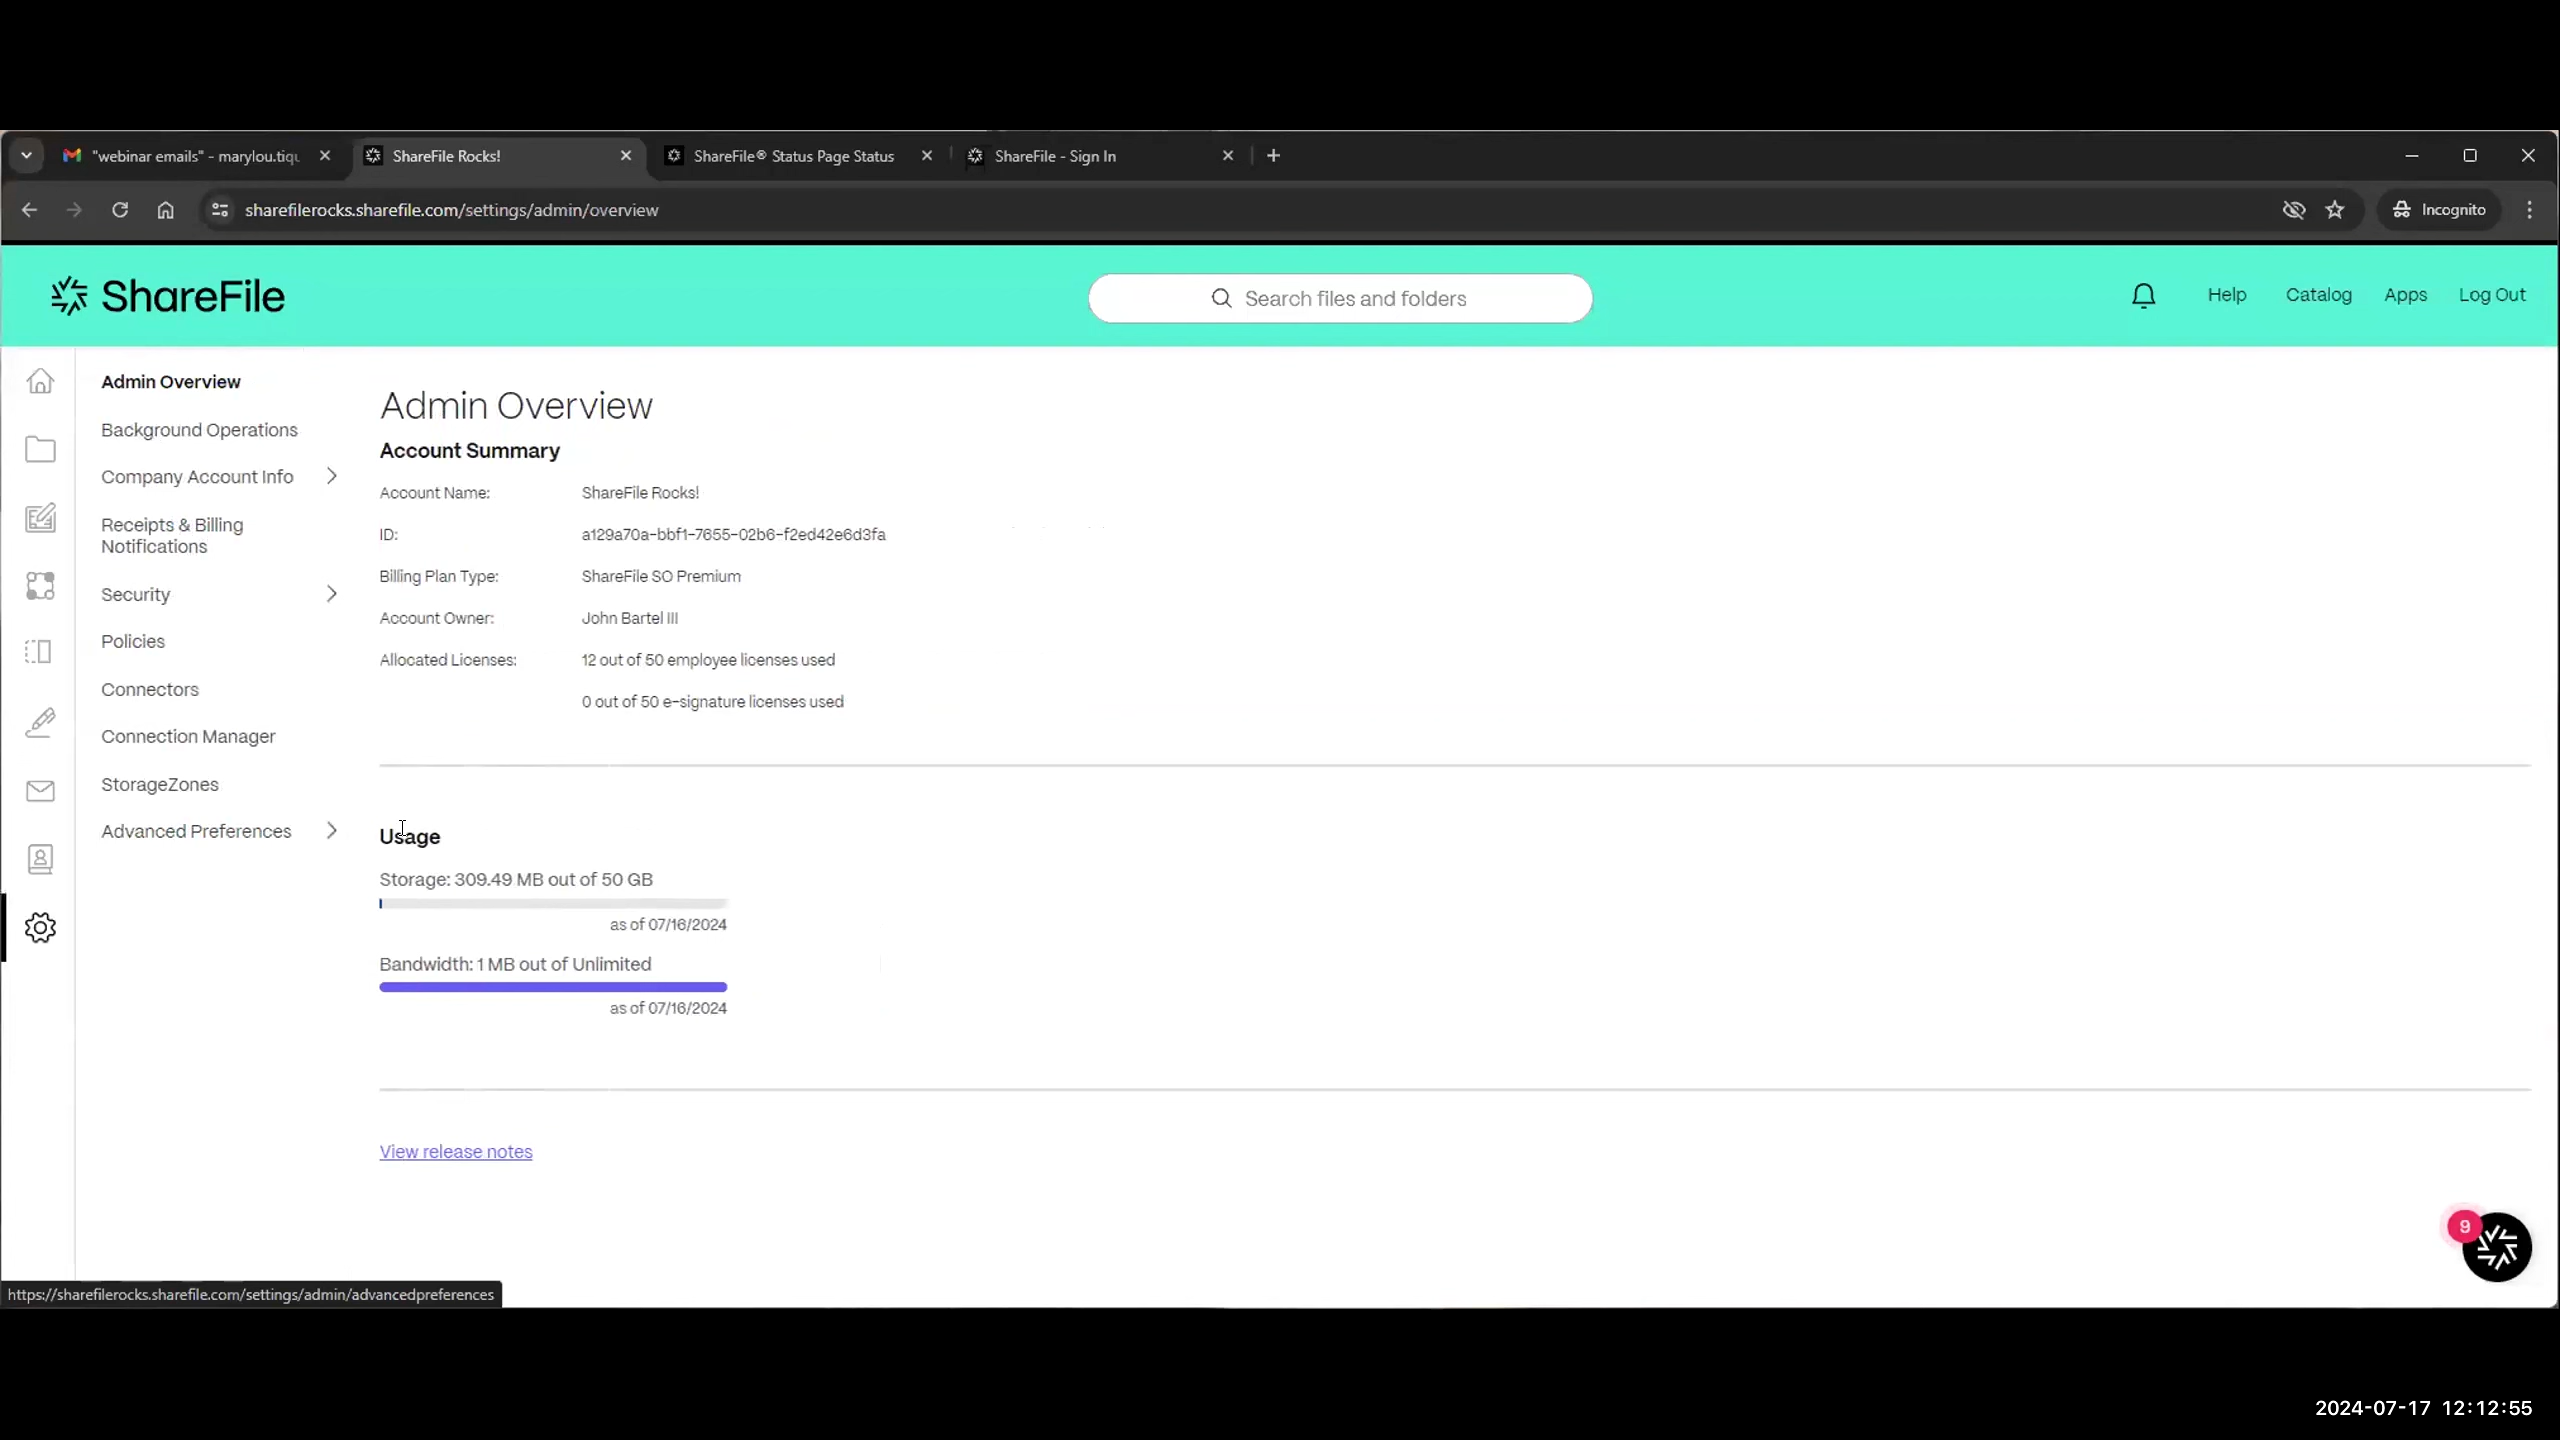 "webinar emails" - marylou.tiqu
ShareFile Rocks!
ShareFile® Status Page Status
ShareFile - Sign In
sharefilerocks.sharefile.com/settings/admin/overview
Incognito
ShareFile
Search files and folders
Help
Catalog
Apps
Log Out
Admin Overview
Background Operations
Company Account Info
Receipts & Billing
Notifications
Security
Policies
Connectors
Connection Manager
StorageZones
Advanced Preferences
Admin Overview
Account Summary
Account Name: ShareFile Rocks!
ID: a129a70a-bbf1-7655-02b6-f2ed42e6d3fa
Billing Plan Type: ShareFile SO Premium
Account Owner: John Bartel III
Allocated Licenses: 12 out of 50 employee licenses used
0 out of 50 e-signature licenses used
Usage
Storage: 309.49 MB out of 50 GB
as of 07/16/2024
Bandwidth: 1 MB out of Unlimited
as of 07/16/2024
View release notes
9
https://sharefilerocks.sharefile.com/settings/admin/advancedpreferences
2024-07-17 12:12:55